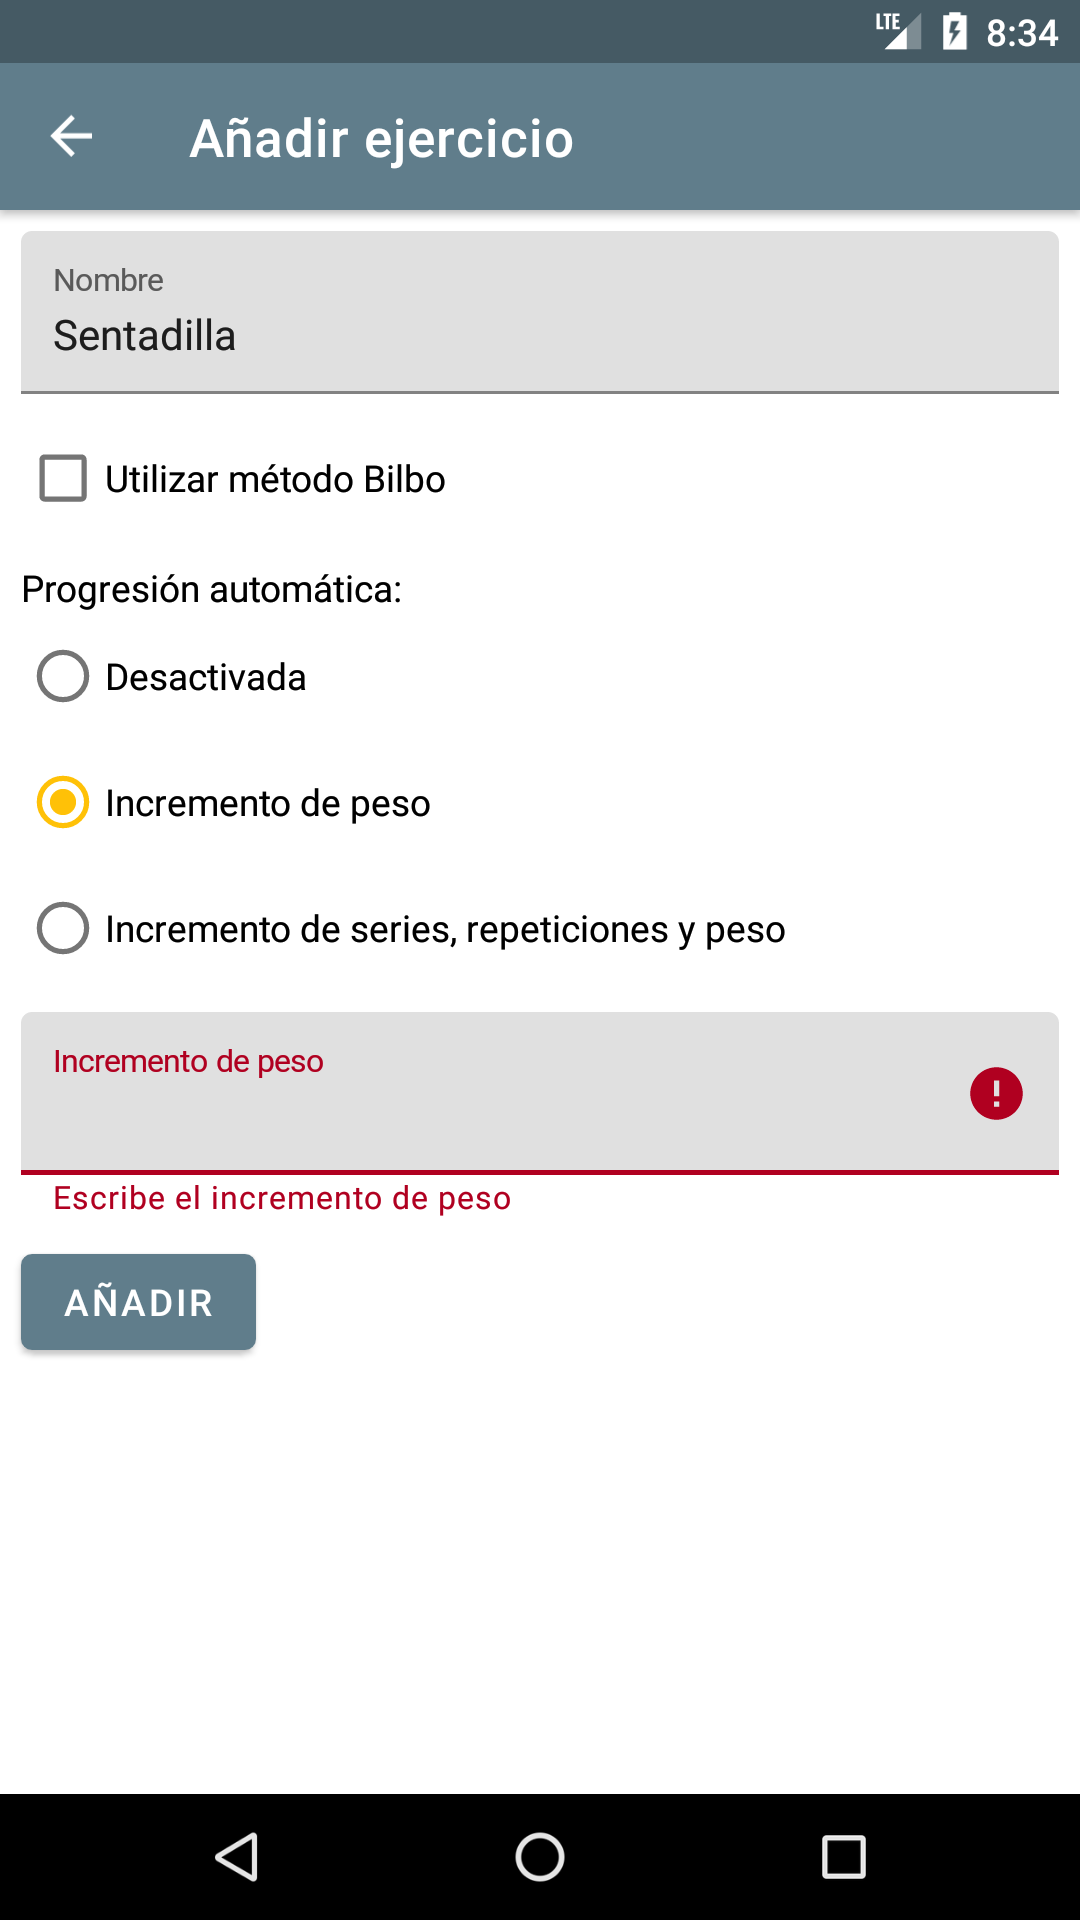 LTE 8:34
Añadir ejercicio
Nombre
Sentadilla
Utilizar método Bilbo
Progresión automática:
Desactivada
Incremento de peso
Incremento de series, repeticiones y peso
Incremento de peso
Escribe el incremento de peso
AÑADIR